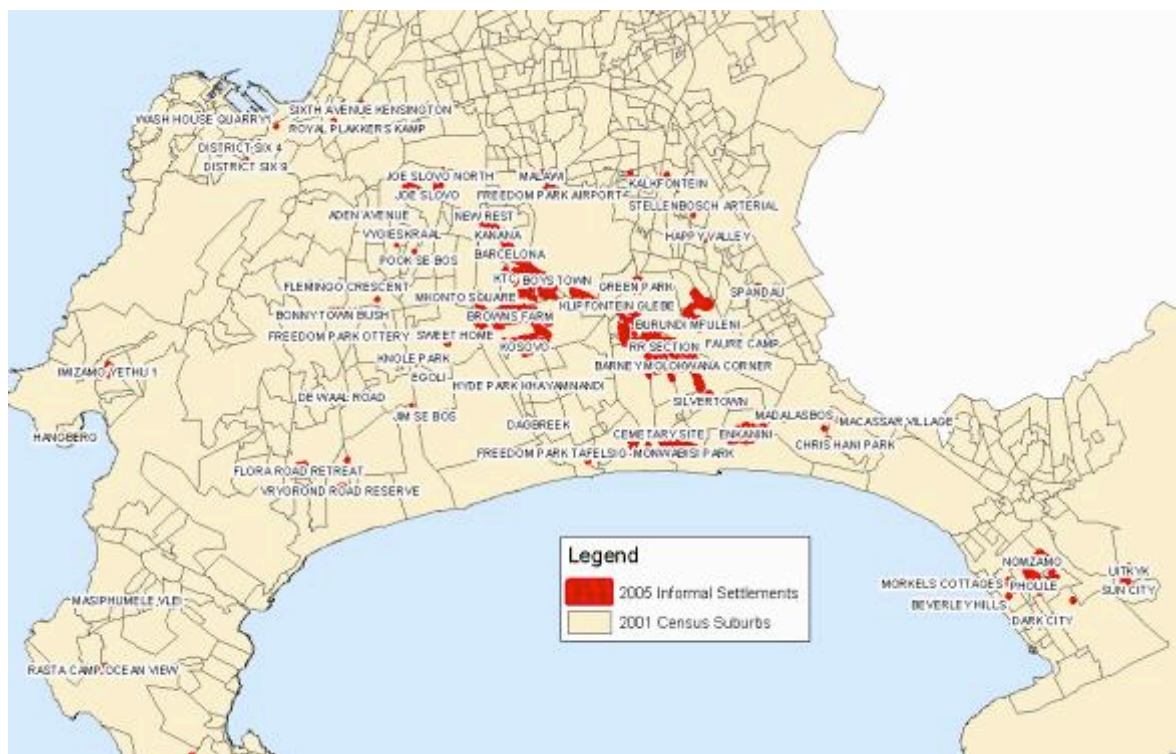 SIXTH AVENUE KENSINGTON
WASH HOUSE QUARRY1
ROYAL PLAKKERS KAMP
DISTRICT SIX 4
DISTRICT SIX 9
JOE SLOVO NORTH
MALAWI
KALKFONTEIN
JOE SLOVO
FREEDOM PARK AIRPORT
STELLENBOSCH ARTERIAL
ADEN AVENUE
NEW REST
VYGIESKRAAL
KANANA
HAPPY VALLEY
BARCELONA
POOK SE BOS
KTC
BOYS TOWN
FLEMINGO CRESCENT
GREEN PARK
SPANDAU
MKONTO SQUARE
KLIPFONTEIN GLEBE
BONNYTOWN BUSH
BROWNS FARM
BURUNDI MFULENI
FREEDOM PARK OTTERY
SWEET HOME
FAURE CAMP
KOSOVO
RR SECTION
KNOLE PARK
BARNEY MOLOKWANA CORNER
IMIZAMO YETHU 1
EGOLI
HYDE PARK KHAYAMNANDI
DE WAAL ROAD
SILVERTOWN
JIM SE BOS
MADALASBOS
MACASSAR VILLAGE
DAGBREEK
HANGBERG
CEMETARY SITE
ENKANINI
CHRIS HANI PARK
FREEDOM PARK TAFELSIG
MONWABISI PARK
FLORA ROAD RETREAT
VRYGROND ROAD RESERVE
Legend
2005 Informal Settlements
2001 Census Suburbs
NOMZAMO
UITKYK
MORKELS COTTAGES
PHOLILE
SUN CITY
BEVERLEY HILLS
DARK CITY
MASIPHUMELE VLEI
RASTA CAMP OCEAN VIEW